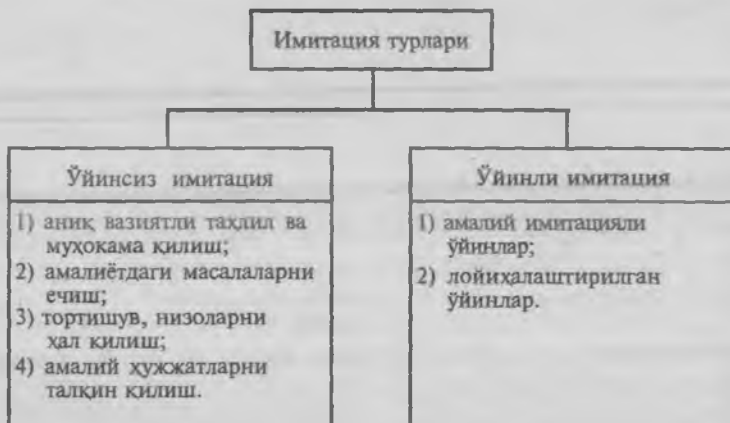 Имитация турлари
Ўйинсиз имитация
1) аниқ вазиятли таҳлил ва
муҳокама қилиш;
2) амалиётдаги масалаларни
ечиш;
3) тортишув, низоларни
ҳал қилиш;
4) амалий ҳужжатларни
талқин қилиш.
Ўйинли имитация
1) амалий имитацияли
ўйинлар;
2) лойиҳалаштирилган
ўйинлар.